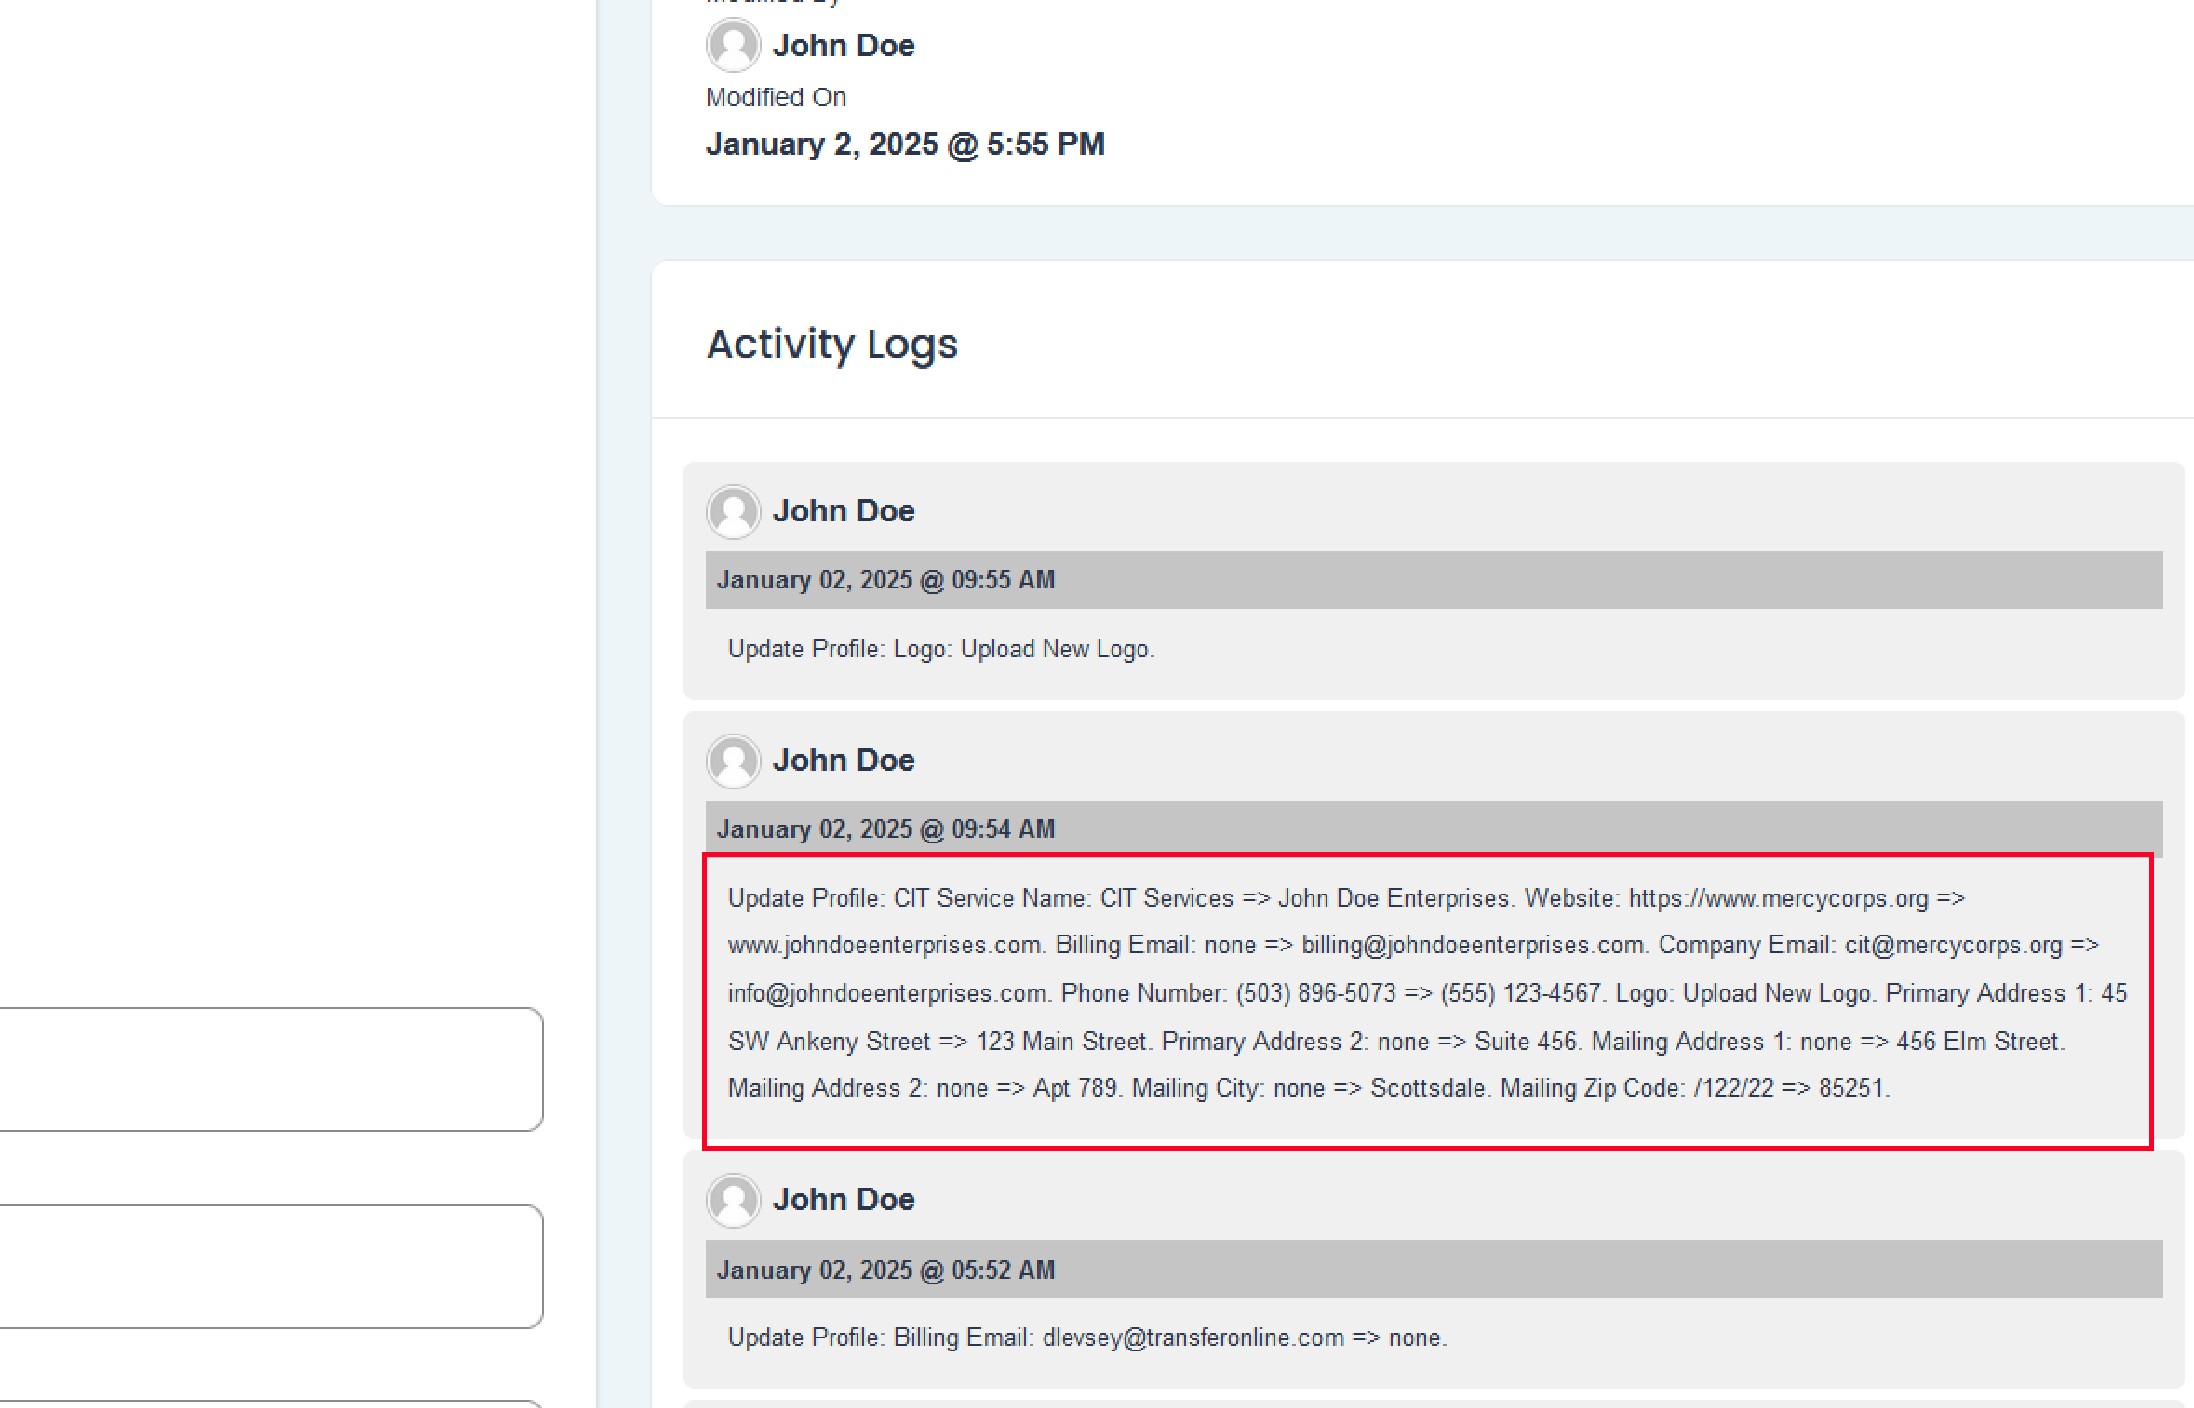 John Doe
Modified On
January 2, 2025 @ 5:55 PM
Activity Logs
John Doe
January 02, 2025 @ 09:55 AM
Update Profile: Logo: Upload New Logo.
John Doe
January 02, 2025 @ 09:54 AM
Update Profile: CIT Service Name: CIT Services => John Doe Enterprises. Website: https://www.mercycorps.org =>
www.johndoeenterprises.com. Billing Email: none => billing@johndoeenterprises.com. Company Email: cit@mercycorps.org =>
info@johndoeenterprises.com. Phone Number: (503) 896-5073 => (555) 123-4567. Logo: Upload New Logo. Primary Address 1: 45
SW Ankeny Street => 123 Main Street. Primary Address 2: none => Suite 456. Mailing Address 1: none => 456 Elm Street.
Mailing Address 2: none => Apt 789. Mailing City: none => Scottsdale. Mailing Zip Code: /122/22 => 85251.
John Doe
January 02, 2025 @ 05:52 AM
Update Profile: Billing Email: dlevsey@transferonline.com => none.